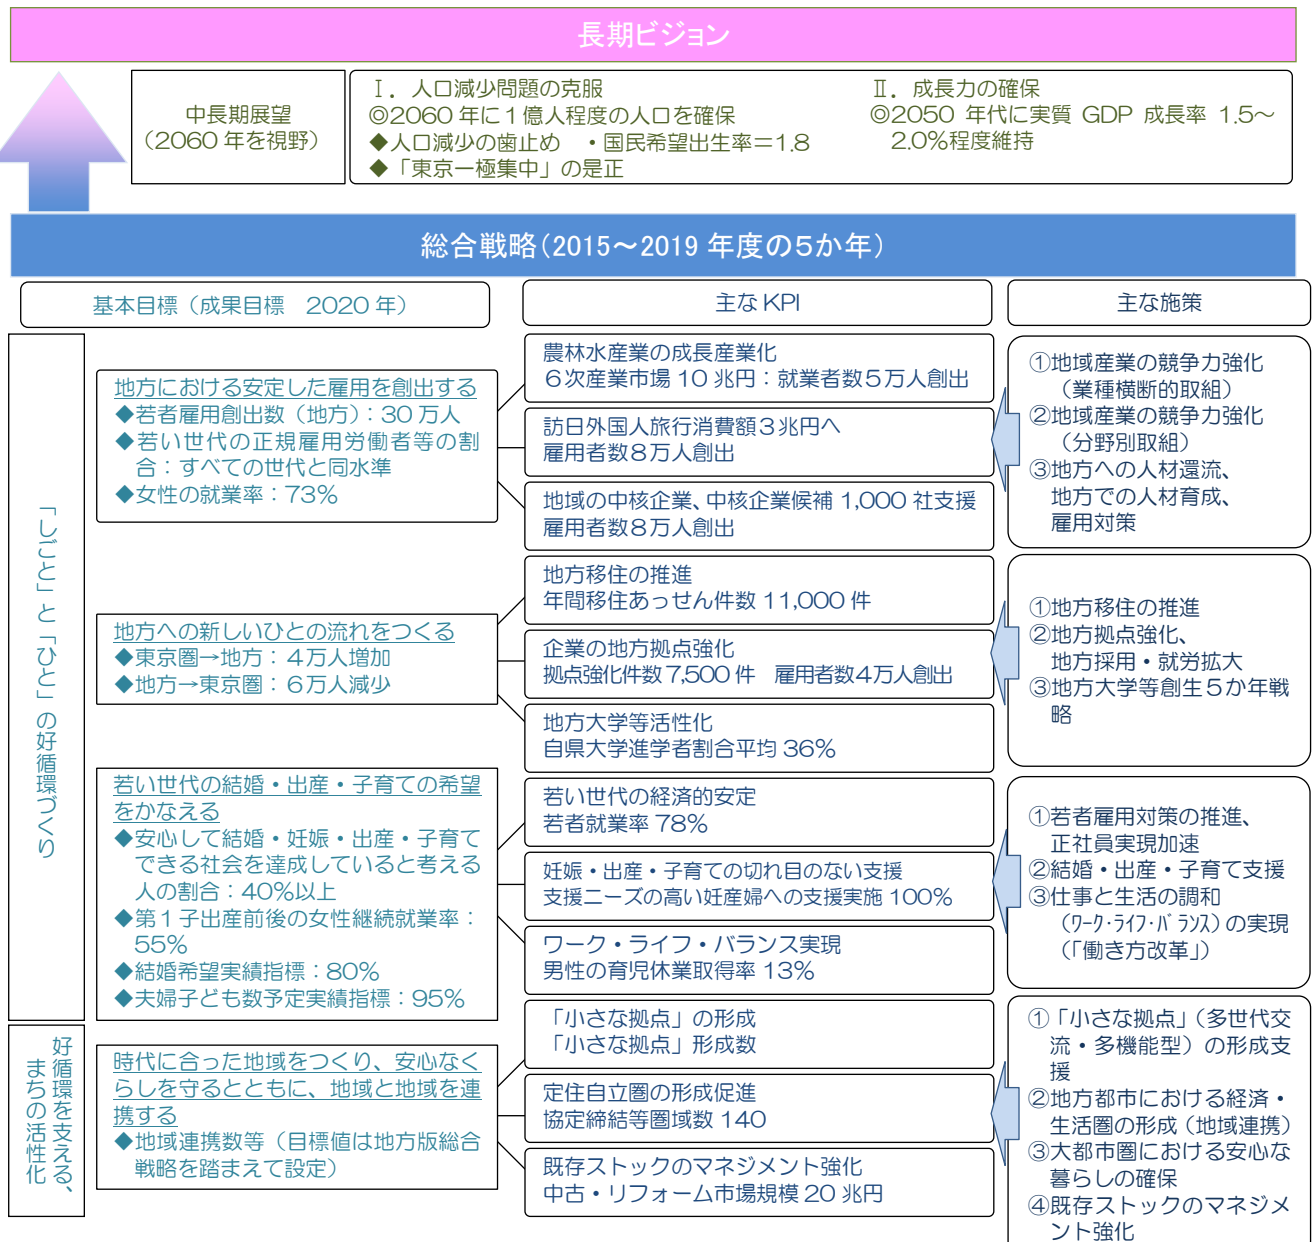 長期ビジョン
中長期展望
（2060年を視野）
Ⅰ．人口減少問題の克服
◎2060年に１億人程度の人口を確保
◆人口減少の歯止め　・国民希望出生率＝1.8
◆「東京一極集中」の是正
Ⅱ．成長力の確保
◎2050 年代に実質 GDP 成長率 1.5～
2.0%程度維持
総合戦略（2015～2019 年度の５か年）
基本目標（成果目標　2020 年）
主な KPI
主な施策
「しごと」と「ひと」の好循環づくり
地方における安定した雇用を創出する
◆若者雇用創出数（地方）：30 万人
◆若い世代の正規雇用労働者等の割
合：すべての世代と同水準
◆女性の就業率：73%
農林水産業の成長産業化
６次産業市場 10 兆円：就業者数５万人創出
訪日外国人旅行消費額３兆円へ
雇用者数８万人創出
地域の中核企業、中核企業候補 1,000 社支援
雇用者数８万人創出
①地域産業の競争力強化
（業種横断的取組）
②地域産業の競争力強化
（分野別取組）
③地方への人材還流、
地方での人材育成、
雇用対策
地方への新しいひとの流れをつくる
◆東京圏→地方：４万人増加
◆地方→東京圏：６万人減少
地方移住の推進
年間移住あっせん件数 11,000 件
企業の地方拠点強化
拠点強化件数 7,500 件　雇用者数４万人創出
地方大学等活性化
自県大学進学者割合平均 36%
①地方移住の推進
②地方拠点強化、
地方採用・就労拡大
③地方大学等創生５か年戦
略
若い世代の結婚・出産・子育ての希望
をかなえる
◆安心して結婚・妊娠・出産・子育て
できる社会を達成していると考える
人の割合：40%以上
◆第１子出産前後の女性継続就業率：
55%
◆結婚希望実績指標：80%
◆夫婦子ども数予定実績指標：95%
若い世代の経済的安定
若者就業率 78%
妊娠・出産・子育ての切れ目のない支援
支援ニーズの高い妊産婦への支援実施 100%
ワーク・ライフ・バランス実現
男性の育児休業取得率 13%
①若者雇用対策の推進、
正社員実現加速
②結婚・出産・子育て支援
③仕事と生活の調和
（ﾜｰｸ･ﾗｲﾌ･ﾊﾞﾗﾝｽ）の実現
（「働き方改革」）
好循環を支える、
まちの活性化
時代に合った地域をつくり、安心なく
らしを守るとともに、地域と地域を連
携する
◆地域連携数等（目標値は地方版総合
戦略を踏まえて設定）
「小さな拠点」の形成
「小さな拠点」形成数
定住自立圏の形成促進
協定締結等圏域数 140
既存ストックのマネジメント強化
中古・リフォーム市場規模 20 兆円
①「小さな拠点」（多世代交
流・多機能型）の形成支
援
②地方都市における経済・
生活圏の形成（地域連携）
③大都市圏における安心な
暮らしの確保
④既存ストックのマネジメ
ント強化